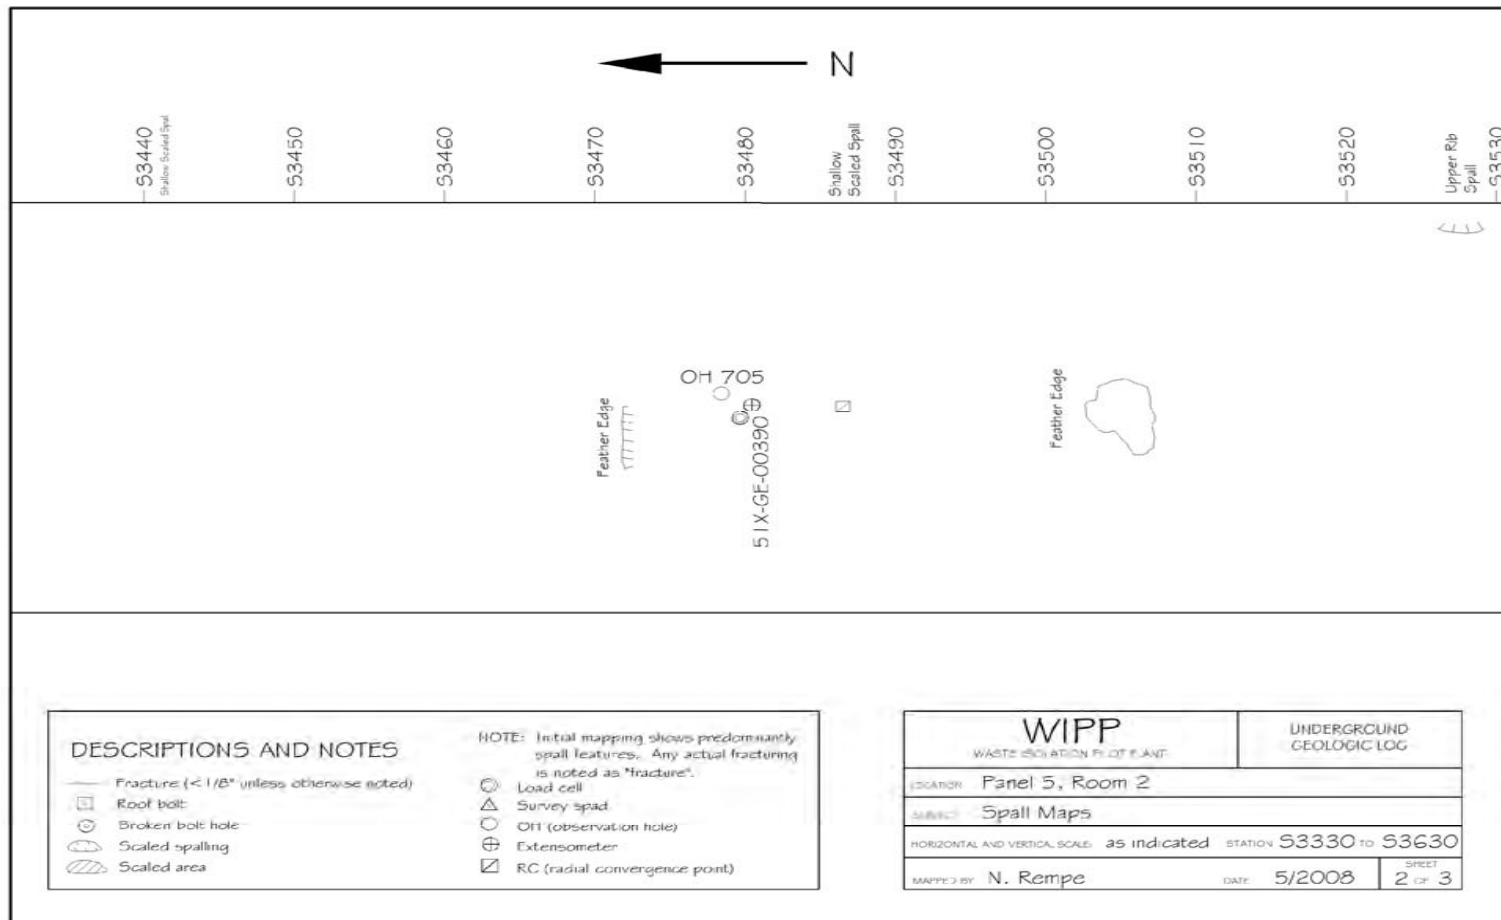 N
S3440
Shallow Scaled Spal
S3450
S3460
S3470
S3480
Shallow
Scaled Spall
S3490
S3500
S3510
S3520
Upper Rib
Spall
S3530
OH 705
Feather Edge
51X-GE-00390
Feather Edge
DESCRIPTIONS AND NOTES
Fracture (< 1/8" unless otherwise noted)
Roof bolt
Broken bolt hole
Scaled spalling
Scaled area
NOTE: Initial mapping shows predominantly
spall features. Any actual fracturing
is noted as "fracture".
Load cell
Survey spad
OH (observation hole)
Extensometer
RC (radial convergence point)
WIPP
WASTE ISOLATION PILOT PLANT
UNDERGROUND
GEOLOGIC LOG
LOCATION Panel 5, Room 2
SUBJECT Spall Maps
HORIZONTAL AND VERTICAL SCALE: as indicated STATION S3330 TO S3630
MAPPED BY N. Rempe DATE 5/2008
SHEET
2 OF 3